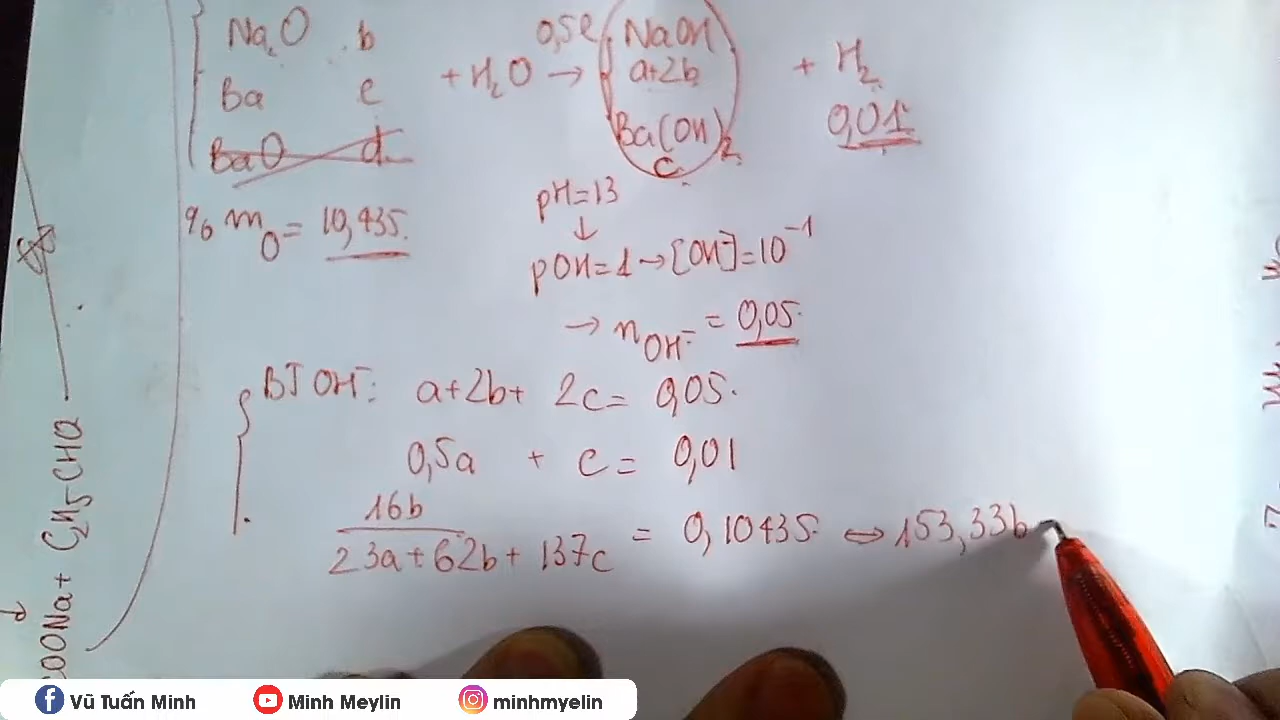 Na2O b
Ba c
BaO d
+ H2O →
0,5l
NaOH
a+2b
Ba(OH)2
c
+ H2
0,01
% mO = 10,435.
pH=13
↓
pOH=1 → [OH-]=10^-1
→ nOH- = 0,05.
BT OH-: a+2b+ 2c= 0,05.
0,5a + c = 0,01
16b
23a+62b+ 137c
= 0,10435 ⇔ 153,33b
COONa+ C2H5CHO
Vũ Tuấn Minh
Minh Meylin
minhmyelin